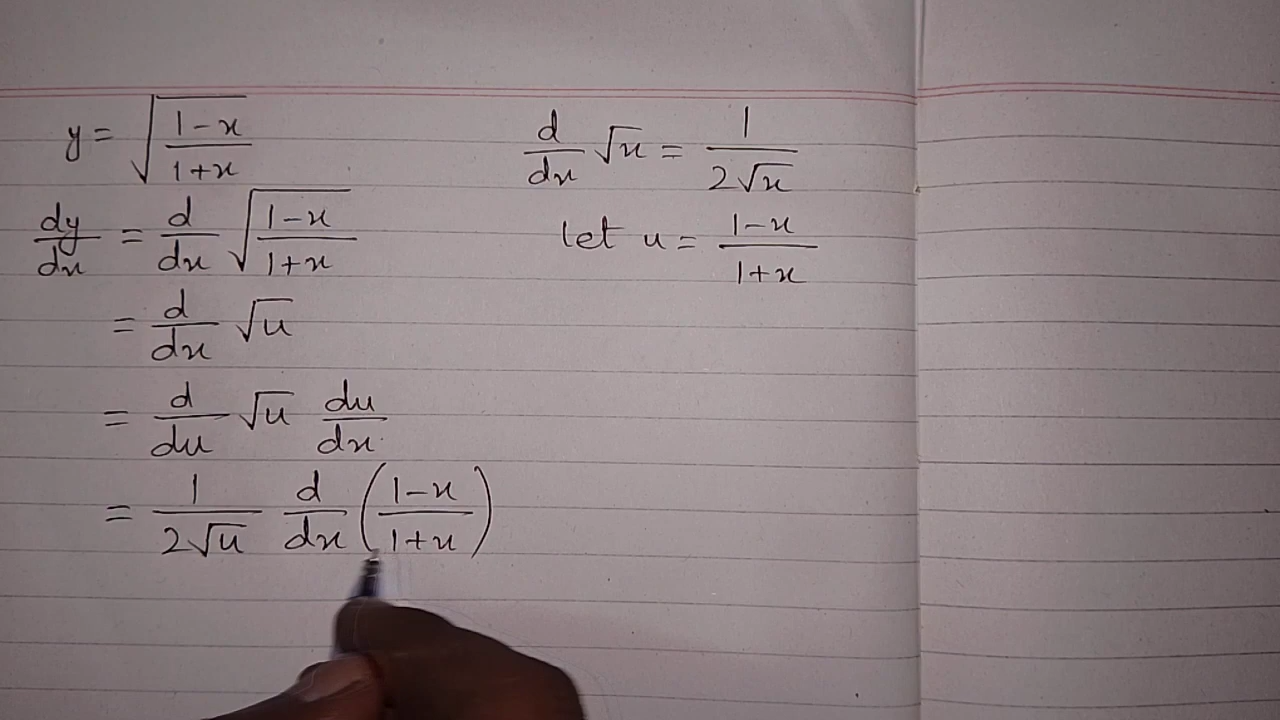 y = √((1-x)/(1+x))
d/dx √x = 1/(2√x)
dy/dx = d/dx √((1-x)/(1+x))
let u = (1-x)/(1+x)
= d/dx √u
= d/du √u du/dx
= 1/(2√u) d/dx ((1-x)/(1+x))